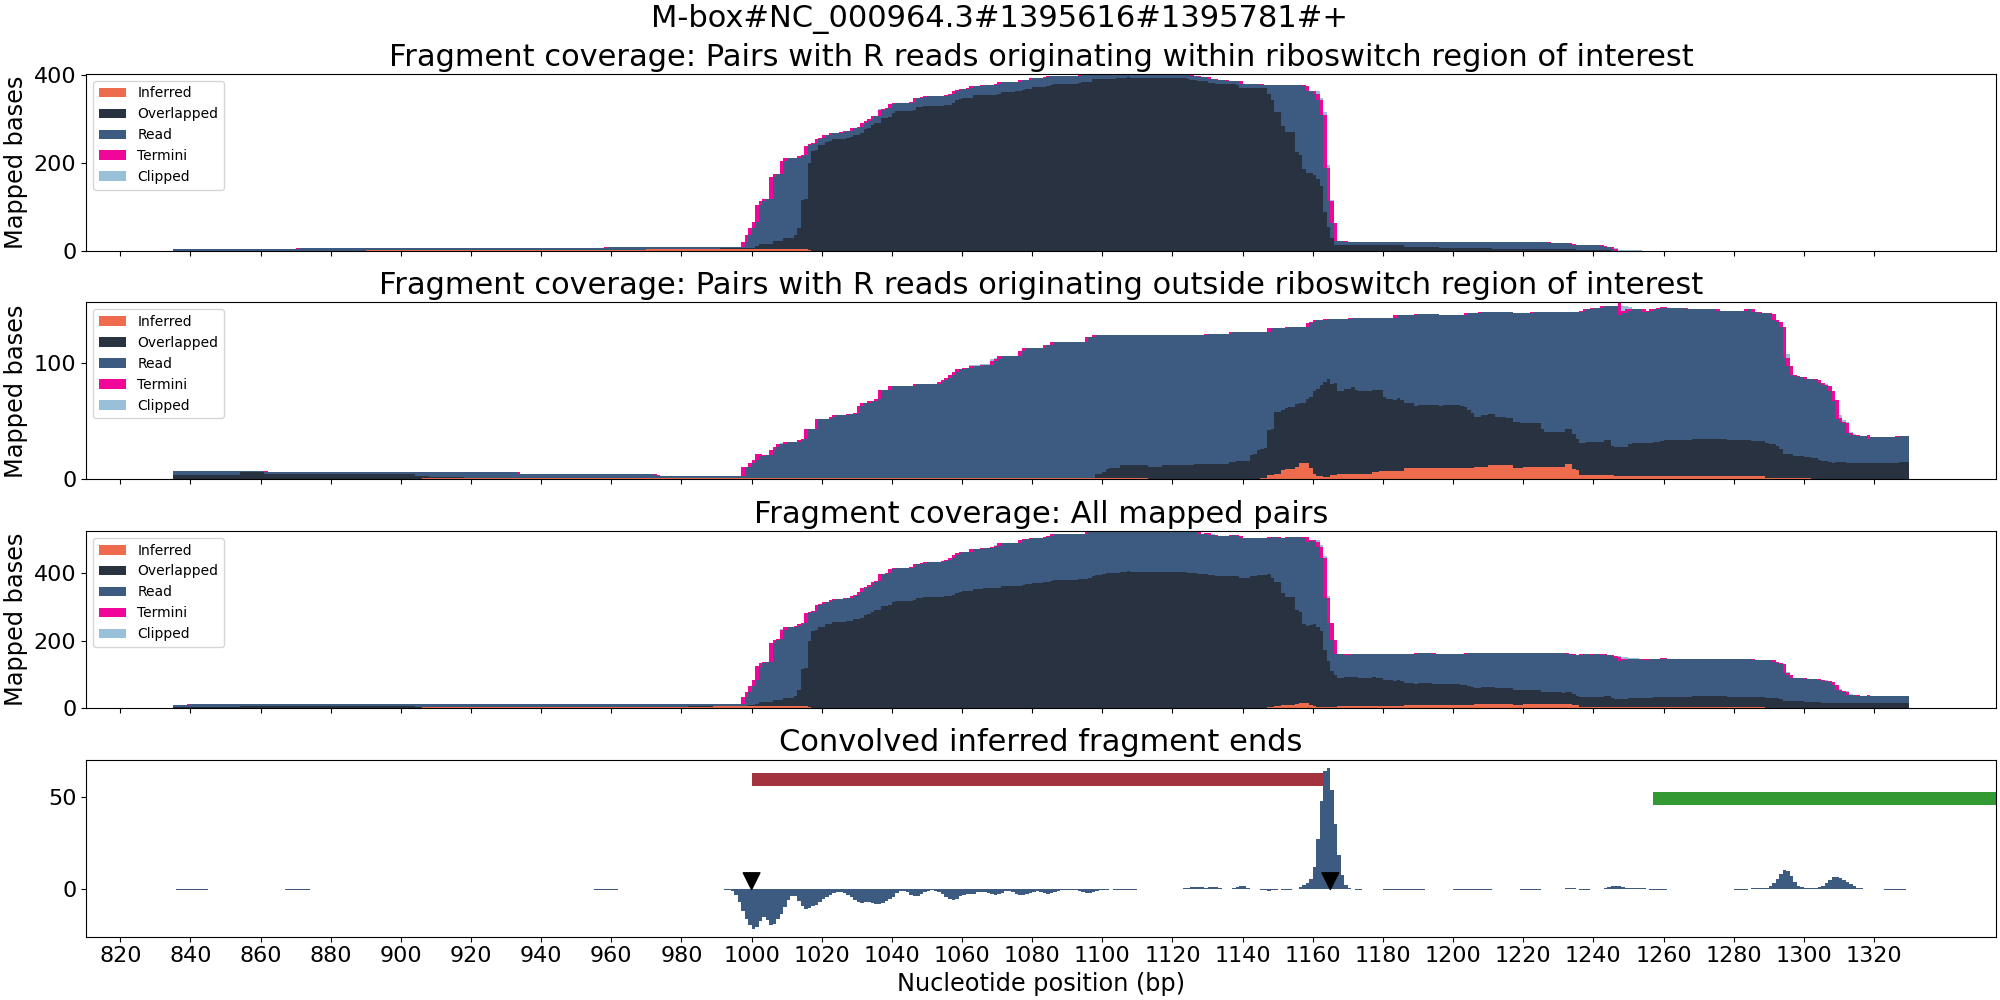 M-box#NC_000964.3#1395616#1395781#+
Fragment coverage: Pairs with R reads originating within riboswitch region of interest
Mapped bases
400
200
0
Inferred
Overlapped
Read
Termini
Clipped
Fragment coverage: Pairs with R reads originating outside riboswitch region of interest
Mapped bases
100
0
Inferred
Overlapped
Read
Termini
Clipped
Fragment coverage: All mapped pairs
Mapped bases
400
200
0
Inferred
Overlapped
Read
Termini
Clipped
Convolved inferred fragment ends
50
0
820 840 860 880 900 920 940 960 980 1000 1020 1040 1060 1080 1100 1120 1140 1160 1180 1200 1220 1240 1260 1280 1300 1320
Nucleotide position (bp)